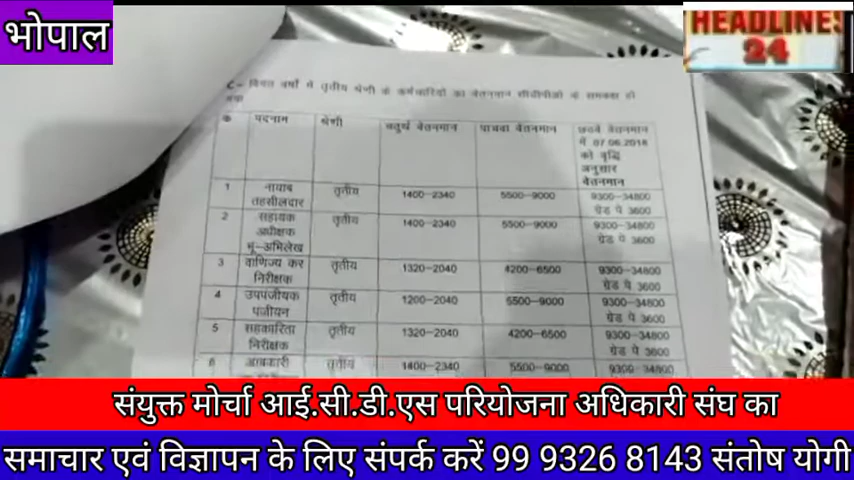 भोपाल
HEADLINES
24
C- विगत वर्षो में तृतीय श्रेणी के कर्मचारियो का वेतनमान सीडीपीओ के समकक्ष हो
गया
क पदनाम श्रेणी चतुर्थ वेतनमान पाचवा वेतनमान छठवे वेतनमान
में 07.06.2018
को वृद्धि
अनुसार
वेतनमान
1 नायब तृतीय 1400-2340 5500-9000 9300-34800
तहसीलदार ग्रेड पे 3600
2 सहायक तृतीय 1400-2340 5500-9000 9300-34800
अधीक्षक ग्रेड पे 3600
भू-अभिलेख
3 वाणिज्य कर तृतीय 1320-2040 4200-6500 9300-34800
निरीक्षक ग्रेड पे 3600
4 उपपंजीयक तृतीय 1200-2040 5500-9000 9300-34800
पंजीयन ग्रेड पे 3600
5 सहकारिता तृतीय 1320-2040 4200-6500 9300-34800
निरीक्षक ग्रेड पे 3600
6 आबकारी तृतीय 1400-2340 5500-9000 9300-34800
संयुक्त मोर्चा आई.सी.डी.एस परियोजना अधिकारी संघ का
समाचार एवं विज्ञापन के लिए संपर्क करें 99 9326 8143 संतोष योगी